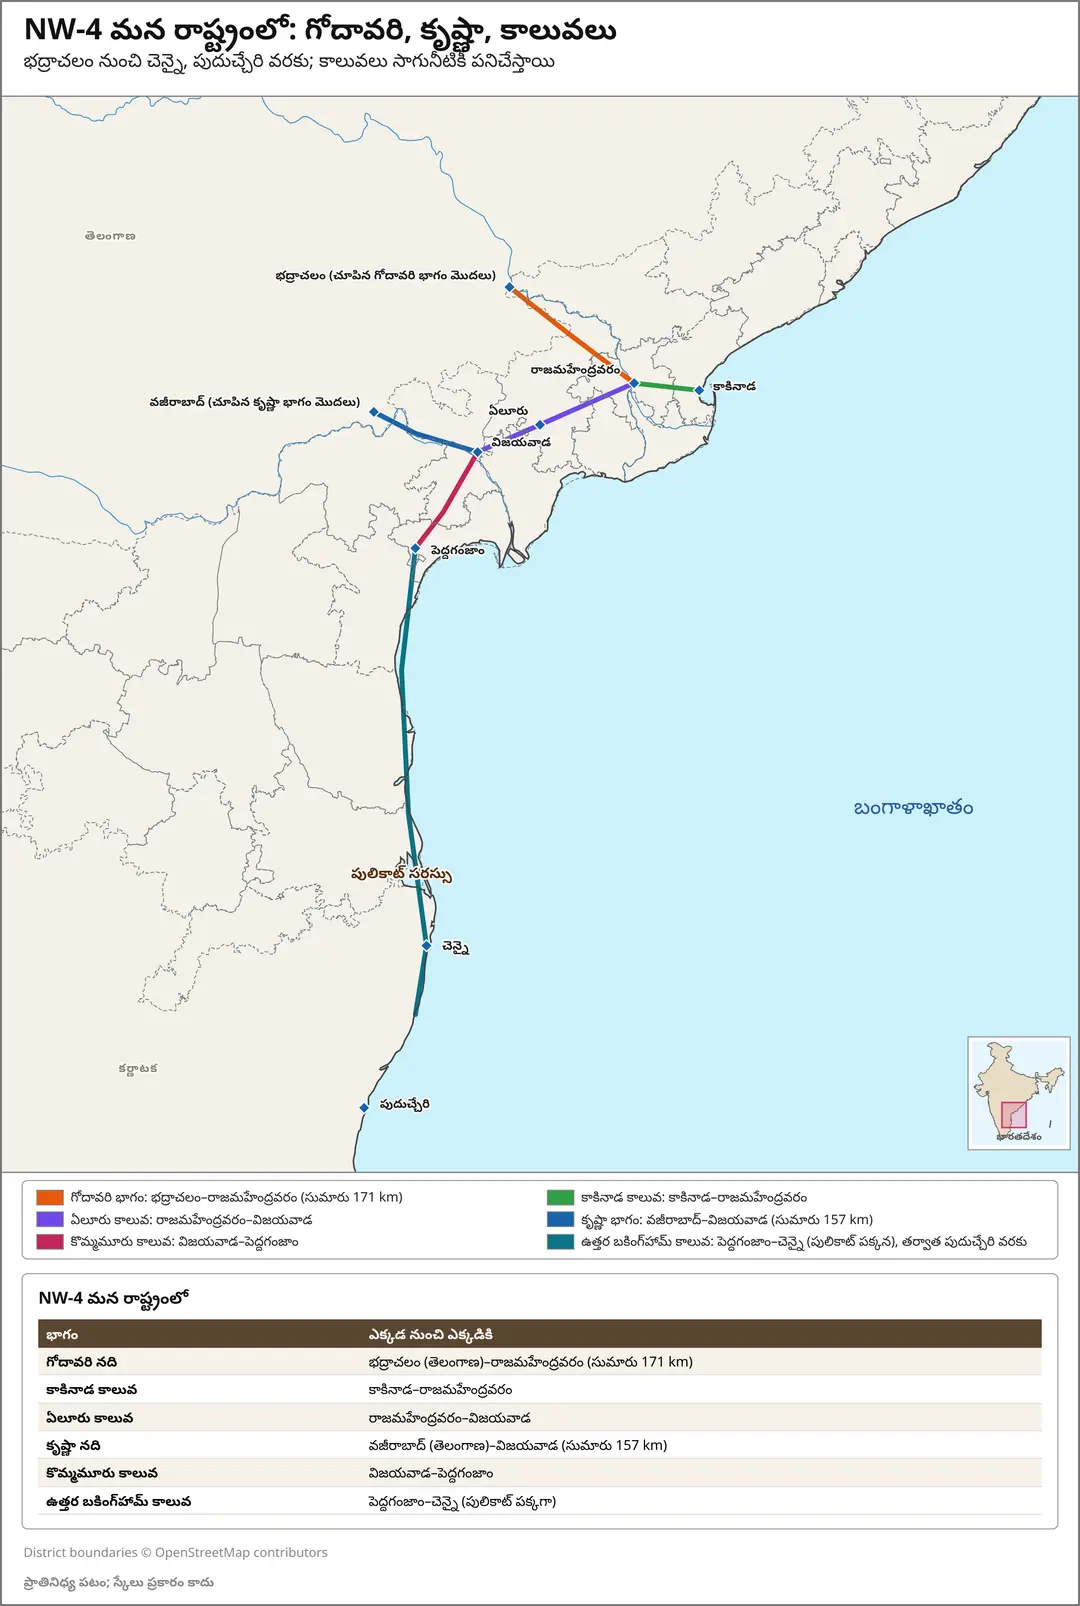 NW-4 మన రాష్ట్రంలో: గోదావరి, కృష్ణా, కాలువలు
భద్రాచలం నుంచి చెన్నై, పుదుచ్చేరి వరకు; కాలువలు సాగునీటికీ పనిచేస్తాయి
తెలంగాణ
భద్రాచలం (చూపిన గోదావరి భాగం మొదలు)
రాజమహేంద్రవరం
కాకినాడ
వజీరాబాద్ (చూపిన కృష్ణా భాగం మొదలు)
ఏలూరు
విజయవాడ
పెద్దగంజాం
బంగాళాఖాతం
పులికాట్ సరస్సు
చెన్నై
కర్ణాటక
పుదుచ్చేరి
భారతదేశం
గోదావరి భాగం: భద్రాచలం–రాజమహేంద్రవరం (సుమారు 171 km)
కాకినాడ కాలువ: కాకినాడ–రాజమహేంద్రవరం
ఏలూరు కాలువ: రాజమహేంద్రవరం–విజయవాడ
కృష్ణా భాగం: వజీరాబాద్–విజయవాడ (సుమారు 157 km)
కొమ్మమూరు కాలువ: విజయవాడ–పెద్దగంజాం
ఉత్తర బకింగ్‌హామ్ కాలువ: పెద్దగంజాం–చెన్నై (పులికాట్ పక్కన), తర్వాత పుదుచ్చేరి వరకు
NW-4 మన రాష్ట్రంలో
భాగం ఎక్కడ నుంచి ఎక్కడికి
గోదావరి నది భద్రాచలం (తెలంగాణ)–రాజమహేంద్రవరం (సుమారు 171 km)
కాకినాడ కాలువ కాకినాడ–రాజమహేంద్రవరం
ఏలూరు కాలువ రాజమహేంద్రవరం–విజయవాడ
కృష్ణా నది వజీరాబాద్ (తెలంగాణ)–విజయవాడ (సుమారు 157 km)
కొమ్మమూరు కాలువ విజయవాడ–పెద్దగంజాం
ఉత్తర బకింగ్‌హామ్ కాలువ పెద్దగంజాం–చెన్నై (పులికాట్ పక్కగా)
District boundaries © OpenStreetMap contributors
ప్రాతినిధ్య పటం; స్కేలు ప్రకారం కాదు